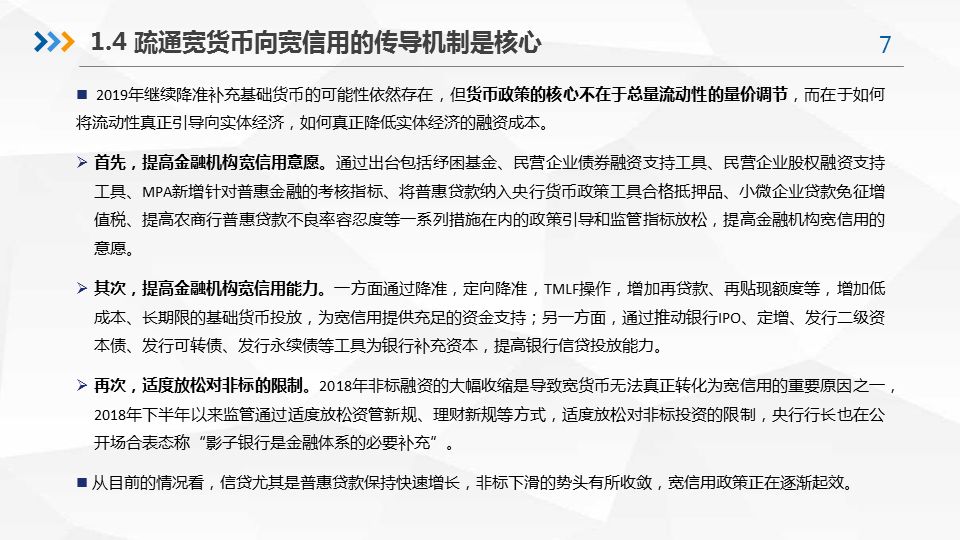 1.4 疏通宽货币向宽信用的传导机制是核心
7
■ 2019年继续降准补充基础货币的可能性依然存在，但货币政策的核心不在于总量流动性的量价调节，而在于如何
将流动性真正引导向实体经济，如何真正降低实体经济的融资成本。
➢ 首先，提高金融机构宽信用意愿。通过出台包括纾困基金、民营企业债券融资支持工具、民营企业股权融资支持
工具、MPA新增针对普惠金融的考核指标、将普惠贷款纳入央行货币政策工具合格抵押品、小微企业贷款免征增
值税、提高农商行普惠贷款不良率容忍度等一系列措施在内的政策引导和监管指标放松，提高金融机构宽信用的
意愿。
➢ 其次，提高金融机构宽信用能力。一方面通过降准，定向降准，TMLF操作，增加再贷款、再贴现额度等，增加低
成本、长期限的基础货币投放，为宽信用提供充足的资金支持；另一方面，通过推动银行IPO、定增、发行二级资
本债、发行可转债、发行永续债等工具为银行补充资本，提高银行信贷投放能力。
➢ 再次，适度放松对非标的限制。2018年非标融资的大幅收缩是导致宽货币无法真正转化为宽信用的重要原因之一，
2018年下半年以来监管通过适度放松资管新规、理财新规等方式，适度放松对非标投资的限制，央行行长也在公
开场合表态称“影子银行是金融体系的必要补充”。
■ 从目前的情况看，信贷尤其是普惠贷款保持快速增长，非标下滑的势头有所收敛，宽信用政策正在逐渐起效。